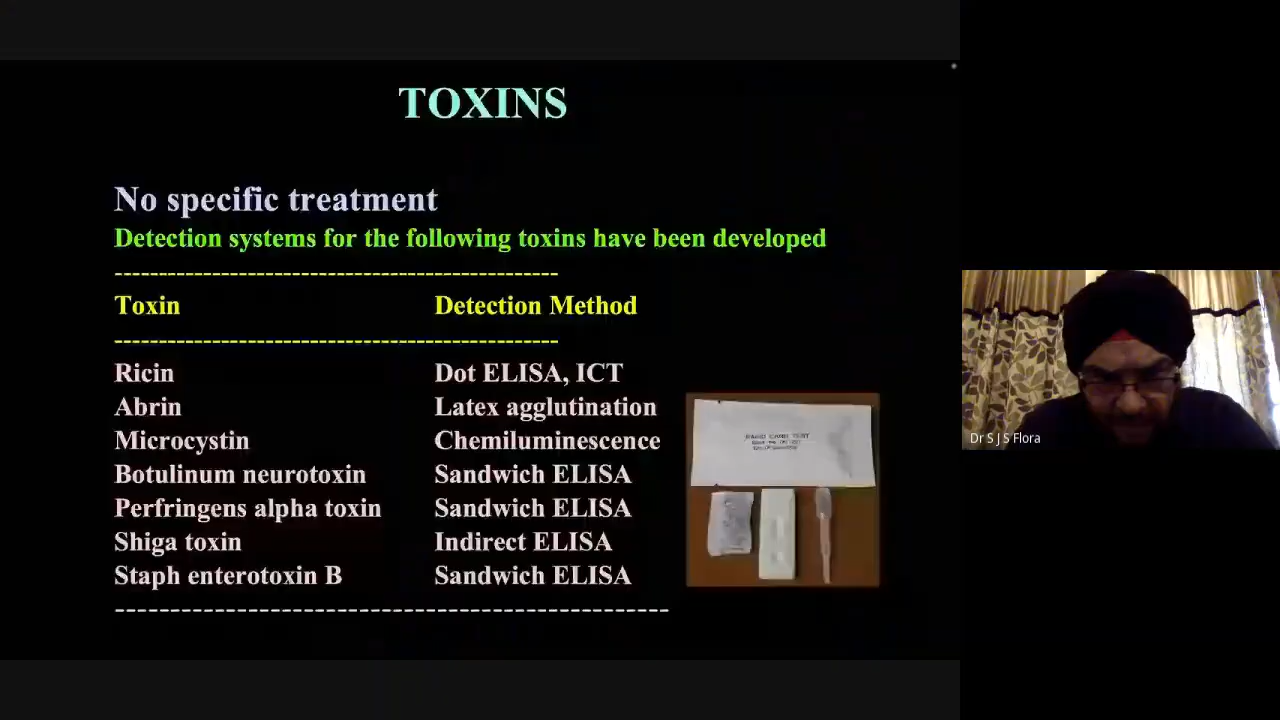 TOXINS
No specific treatment
Detection systems for the following toxins have been developed
--------------------------------------------------
Toxin Detection Method
--------------------------------------------------
Ricin Dot ELISA, ICT
Abrin Latex agglutination
Microcystin Chemiluminescence
Botulinum neurotoxin Sandwich ELISA
Perfringens alpha toxin Sandwich ELISA
Shiga toxin Indirect ELISA
Staph enterotoxin B Sandwich ELISA
--------------------------------------------------
Dr S J S Flora